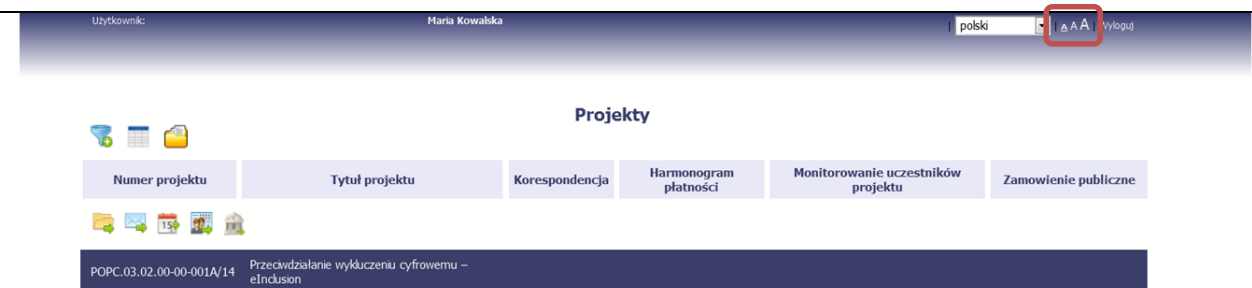 Użytkownik: Maria Kowalska | polski | A A A | Wyloguj
Projekty
Numer projektu Tytuł projektu Korespondencja Harmonogram płatności Monitorowanie uczestników projektu Zamowienie publiczne
15
POPC.03.02.00-00-001A/14 Przeciwdziałanie wykluczeniu cyfrowemu –
eInclusion